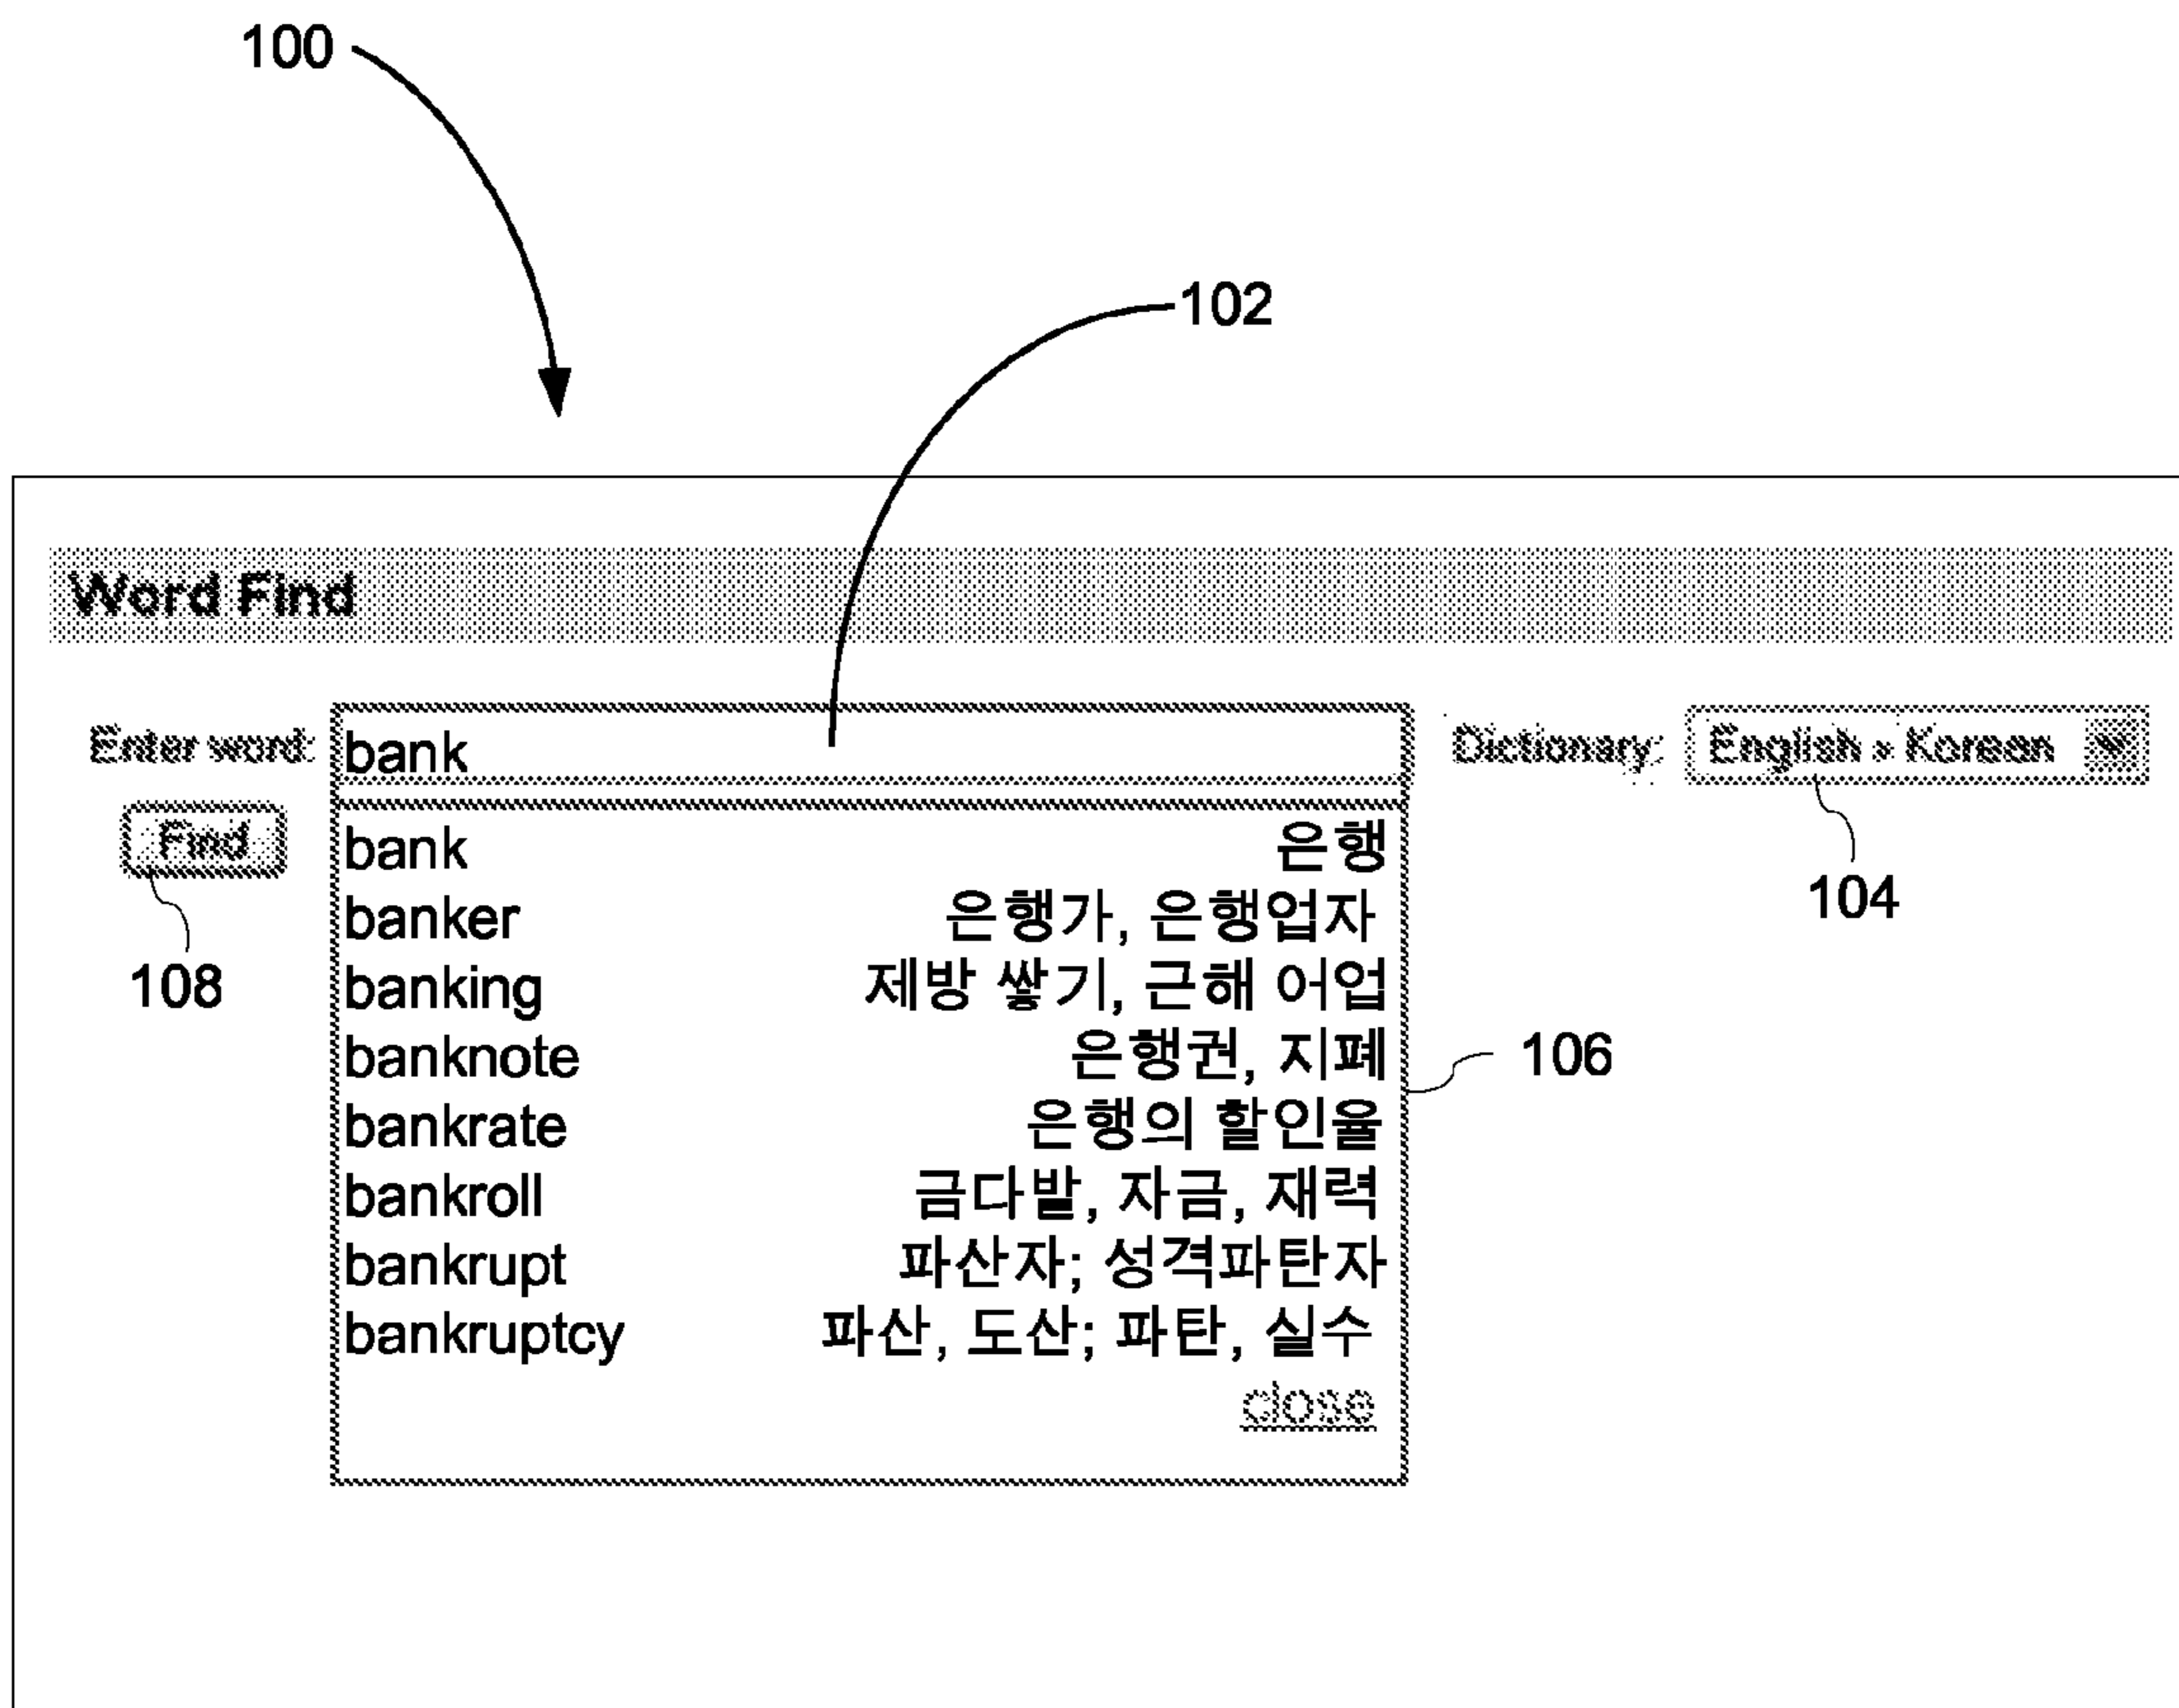 100
102
Word Find
Enter word: bank Dictionary: English » Korean
Find
104
108
106
bank 은행
banker 은행가, 은행업자
banking 제방 쌓기, 근해 어업
banknote 은행권, 지폐
bankrate 은행의 할인율
bankroll 금다발, 자금, 재력
bankrupt 파산자; 성격파탄자
bankruptcy 파산, 도산; 파탄, 실수
close